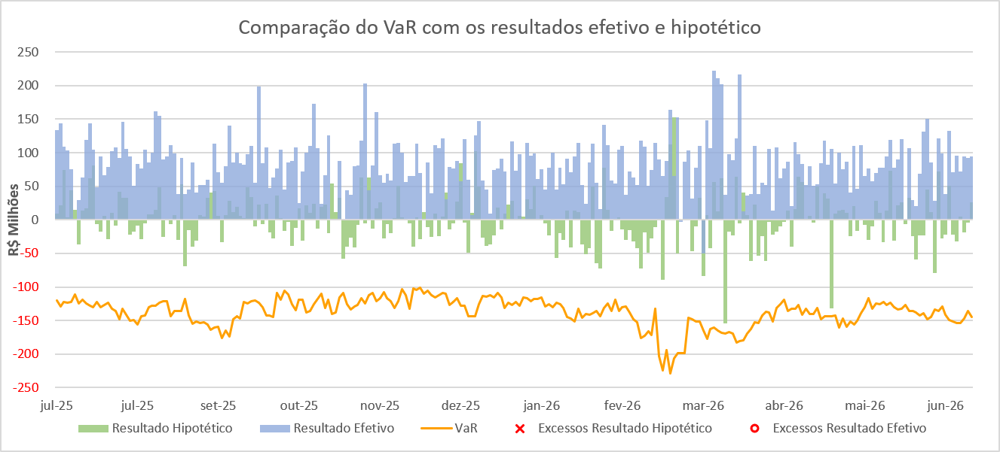 Comparação do VaR com os resultados efetivo e hipotético
R$ Milhões
250
200
150
100
50
0
-50
-100
-150
-200
-250
jul-25 jul-25 set-25 out-25 nov-25 dez-25 jan-26 fev-26 mar-26 abr-26 mai-26 jun-26
Resultado Hipotético Resultado Efetivo VaR Excessos Resultado Hipotético Excessos Resultado Efetivo